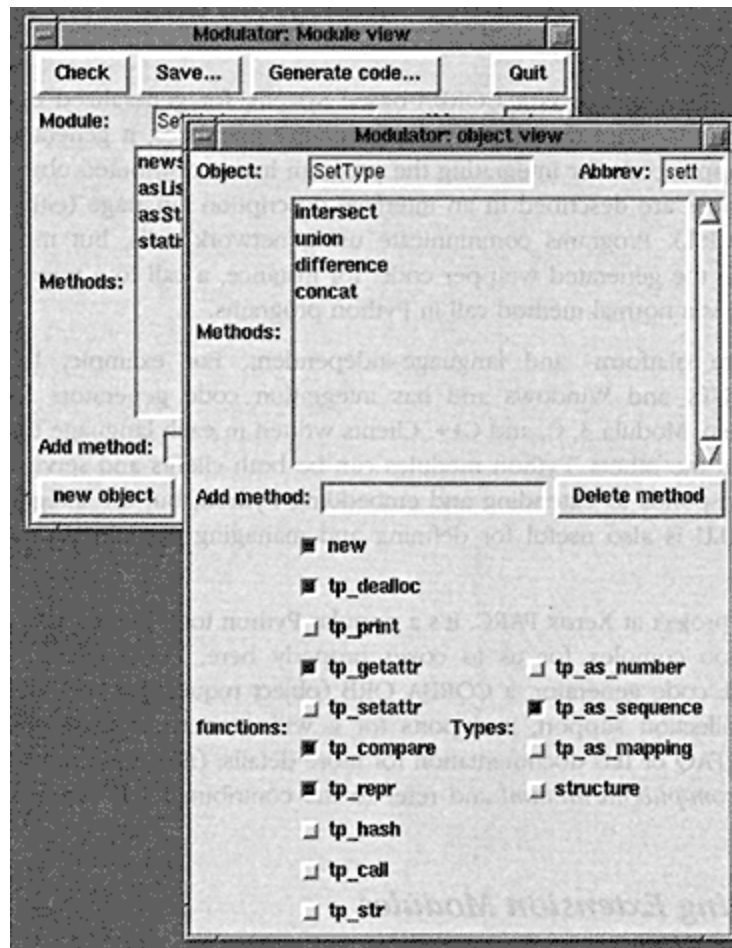 Modulator: Module view
Check Save... Generate code... Quit
Module: Set
Modulator: object view
news
asLis
asSt
statis
Methods:
Add method:
new object
Object: SetType Abbrev: sett
intersect
union
difference
concat
Methods:
Add method: Delete method
new
tp_dealloc
tp_print
tp_getattr tp_as_number
tp_setattr tp_as_sequence
functions: Types:
tp_compare tp_as_mapping
tp_repr structure
tp_hash
tp_call
tp_str